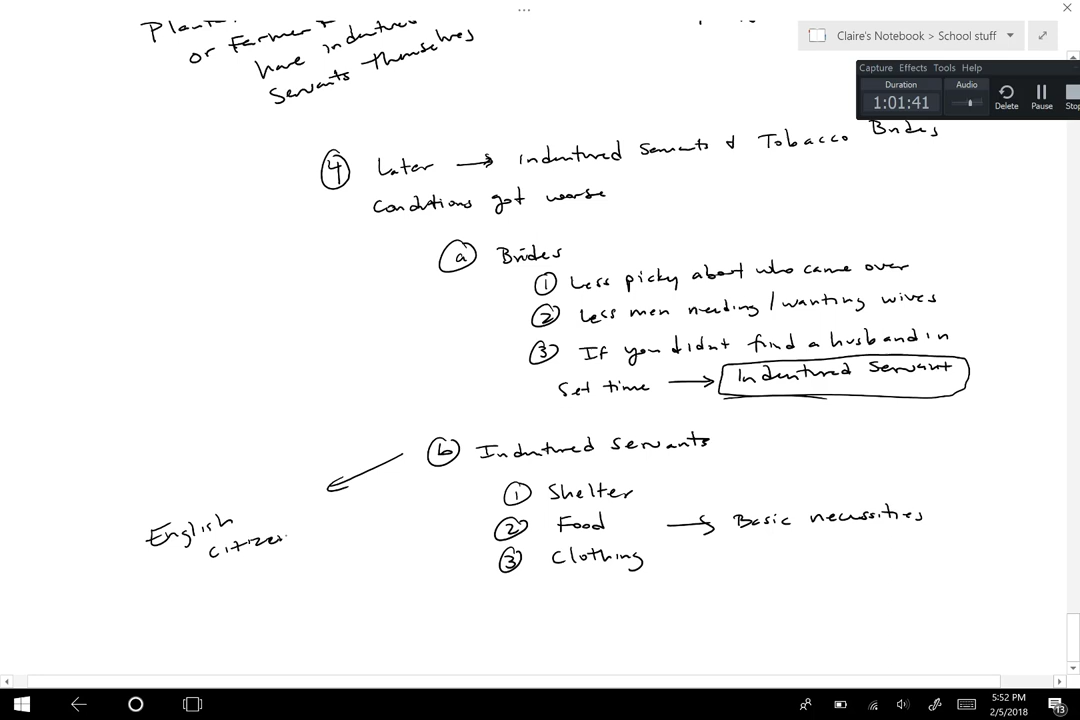 ...
Claire's Notebook > School stuff
or Farmer +
have indentured
servants themselves
Capture Effects Tools Help
Duration
Audio
1:01:41
Delete
Pause
④ Later → Indentured Servants & Tobacco Brides
conditions got worse
ⓐ Brides
① Less picky about who came over
② Less men needing/wanting wives
③ If you didnt find a husband in
set time → Indentured Servant
ⓑ Indentured servants
① Shelter
② Food → Basic necessities
③ Clothing
English
citizen
5:52 PM
2/5/2018
13